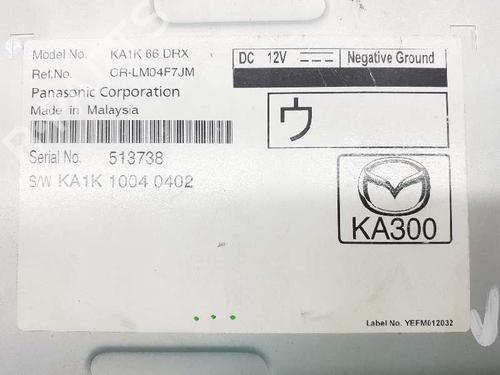 Model No. KA1K 66 DRX
Ref.No. CR-LM04F7JM
Panasonic Corporation
Made in Malaysia
Serial No. 513738
S/W KA1K 1004 0402
DC 12V Negative Ground
ウ
KA300
Label No. YEFM012032